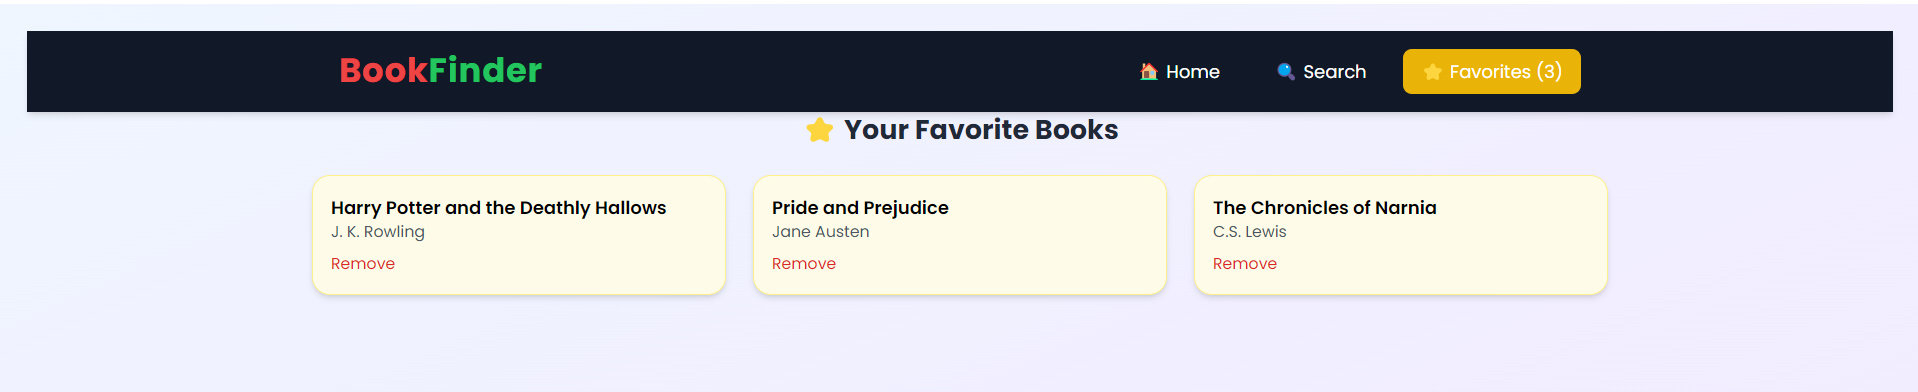 BookFinder
Home
Search
Favorites (3)
Your Favorite Books
Harry Potter and the Deathly Hallows
J. K. Rowling
Remove
Pride and Prejudice
Jane Austen
Remove
The Chronicles of Narnia
C.S. Lewis
Remove